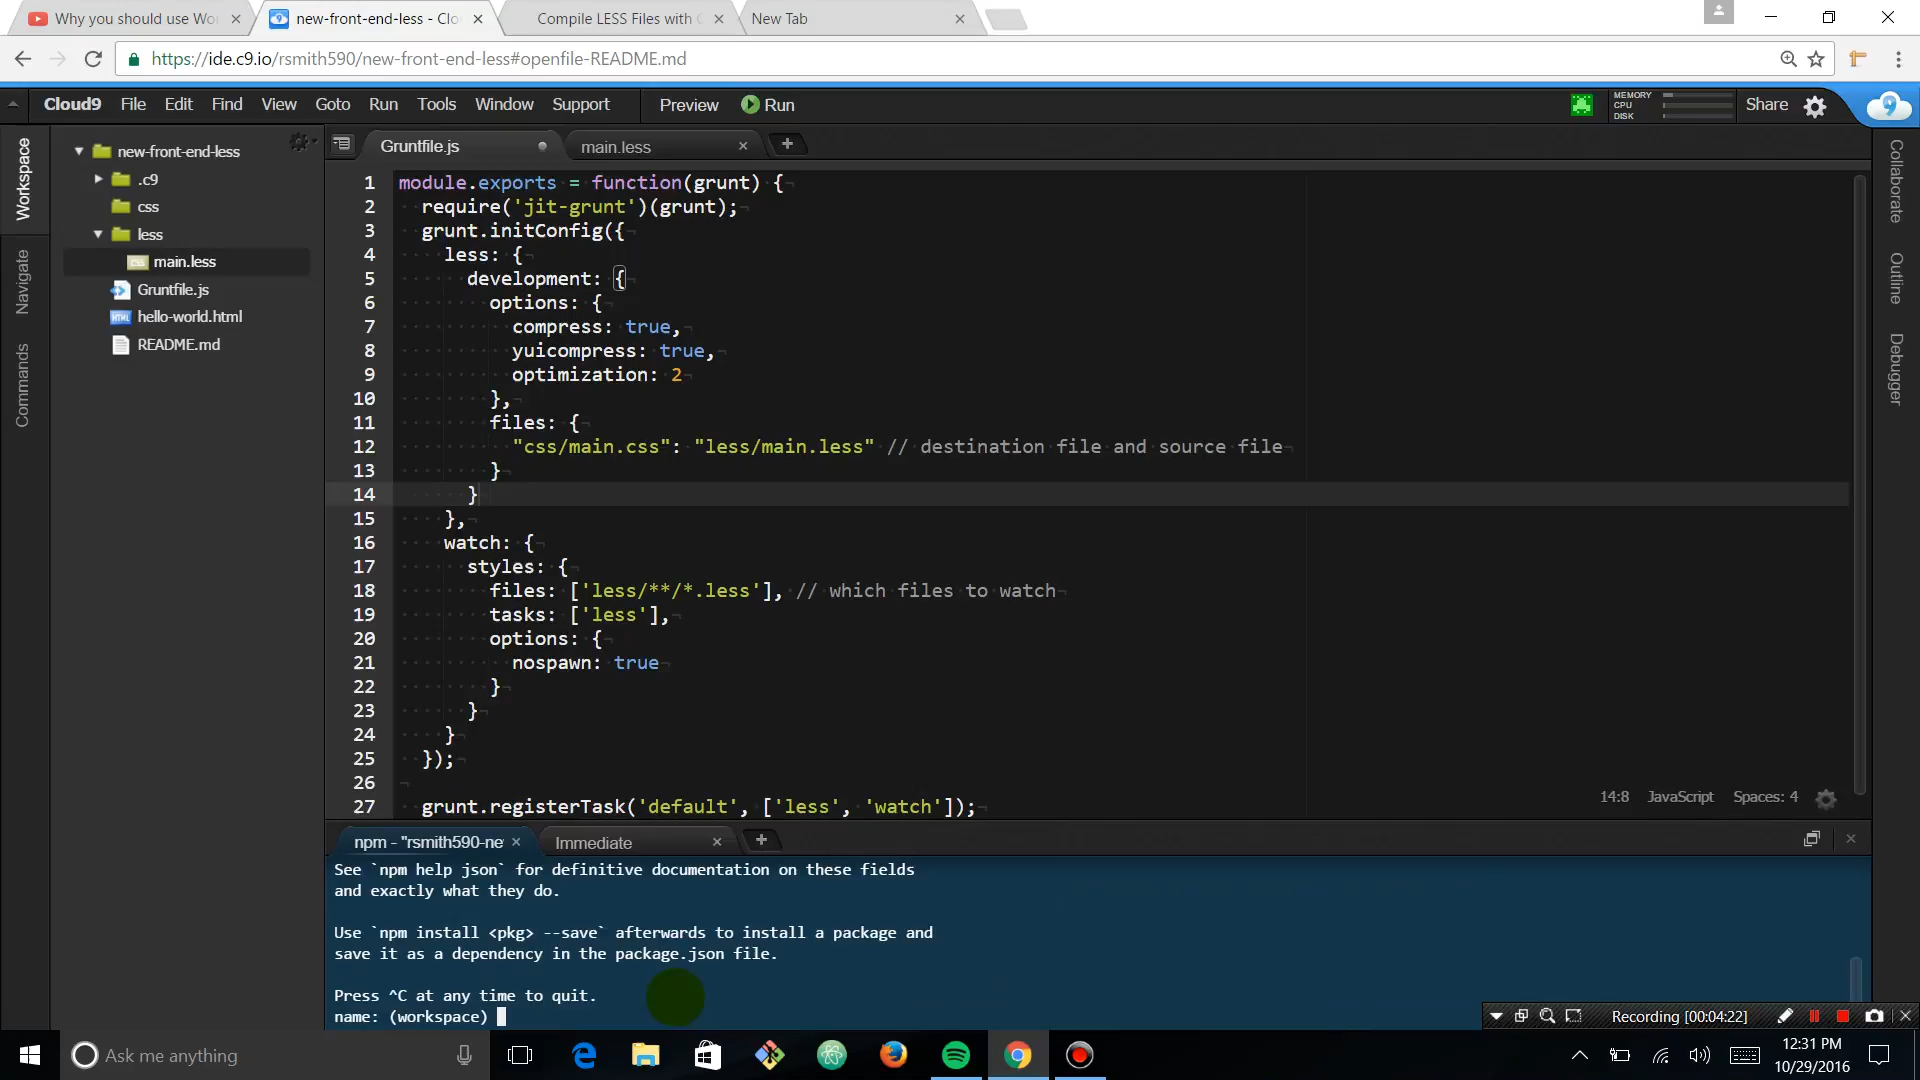 Why you should use Wo
new-front-end-less - Clo
Compile LESS Files with G
New Tab
https://ide.c9.io/rsmith590/new-front-end-less#openfile-README.md
Cloud9 File Edit Find View Goto Run Tools Window Support Preview Run
MEMORY
CPU
DISK
Share
Workspace
Navigate
Commands
new-front-end-less
.c9
css
less
main.less
Gruntfile.js
hello-world.html
README.md
Gruntfile.js
main.less
1 module.exports = function(grunt) {
2 require('jit-grunt')(grunt);
3 grunt.initConfig({
4 less: {
5 development: {
6 options: {
7 compress: true,
8 yuicompress: true,
9 optimization: 2
10 },
11 files: {
12 "css/main.css": "less/main.less" // destination file and source file
13 }
14 }
15 },
16 watch: {
17 styles: {
18 files: ['less/**/*.less'], // which files to watch
19 tasks: ['less'],
20 options: {
21 nospawn: true
22 }
23 }
24 }
25 });
26
27 grunt.registerTask('default', ['less', 'watch']);
14:8 JavaScript Spaces: 4
Collaborate
Outline
Debugger
npm - "rsmith590-ne
Immediate
See `npm help json` for definitive documentation on these fields
and exactly what they do.
Use `npm install <pkg> --save` afterwards to install a package and
save it as a dependency in the package.json file.
Press ^C at any time to quit.
name: (workspace)
Recording [00:04:22]
Ask me anything
12:31 PM
10/29/2016